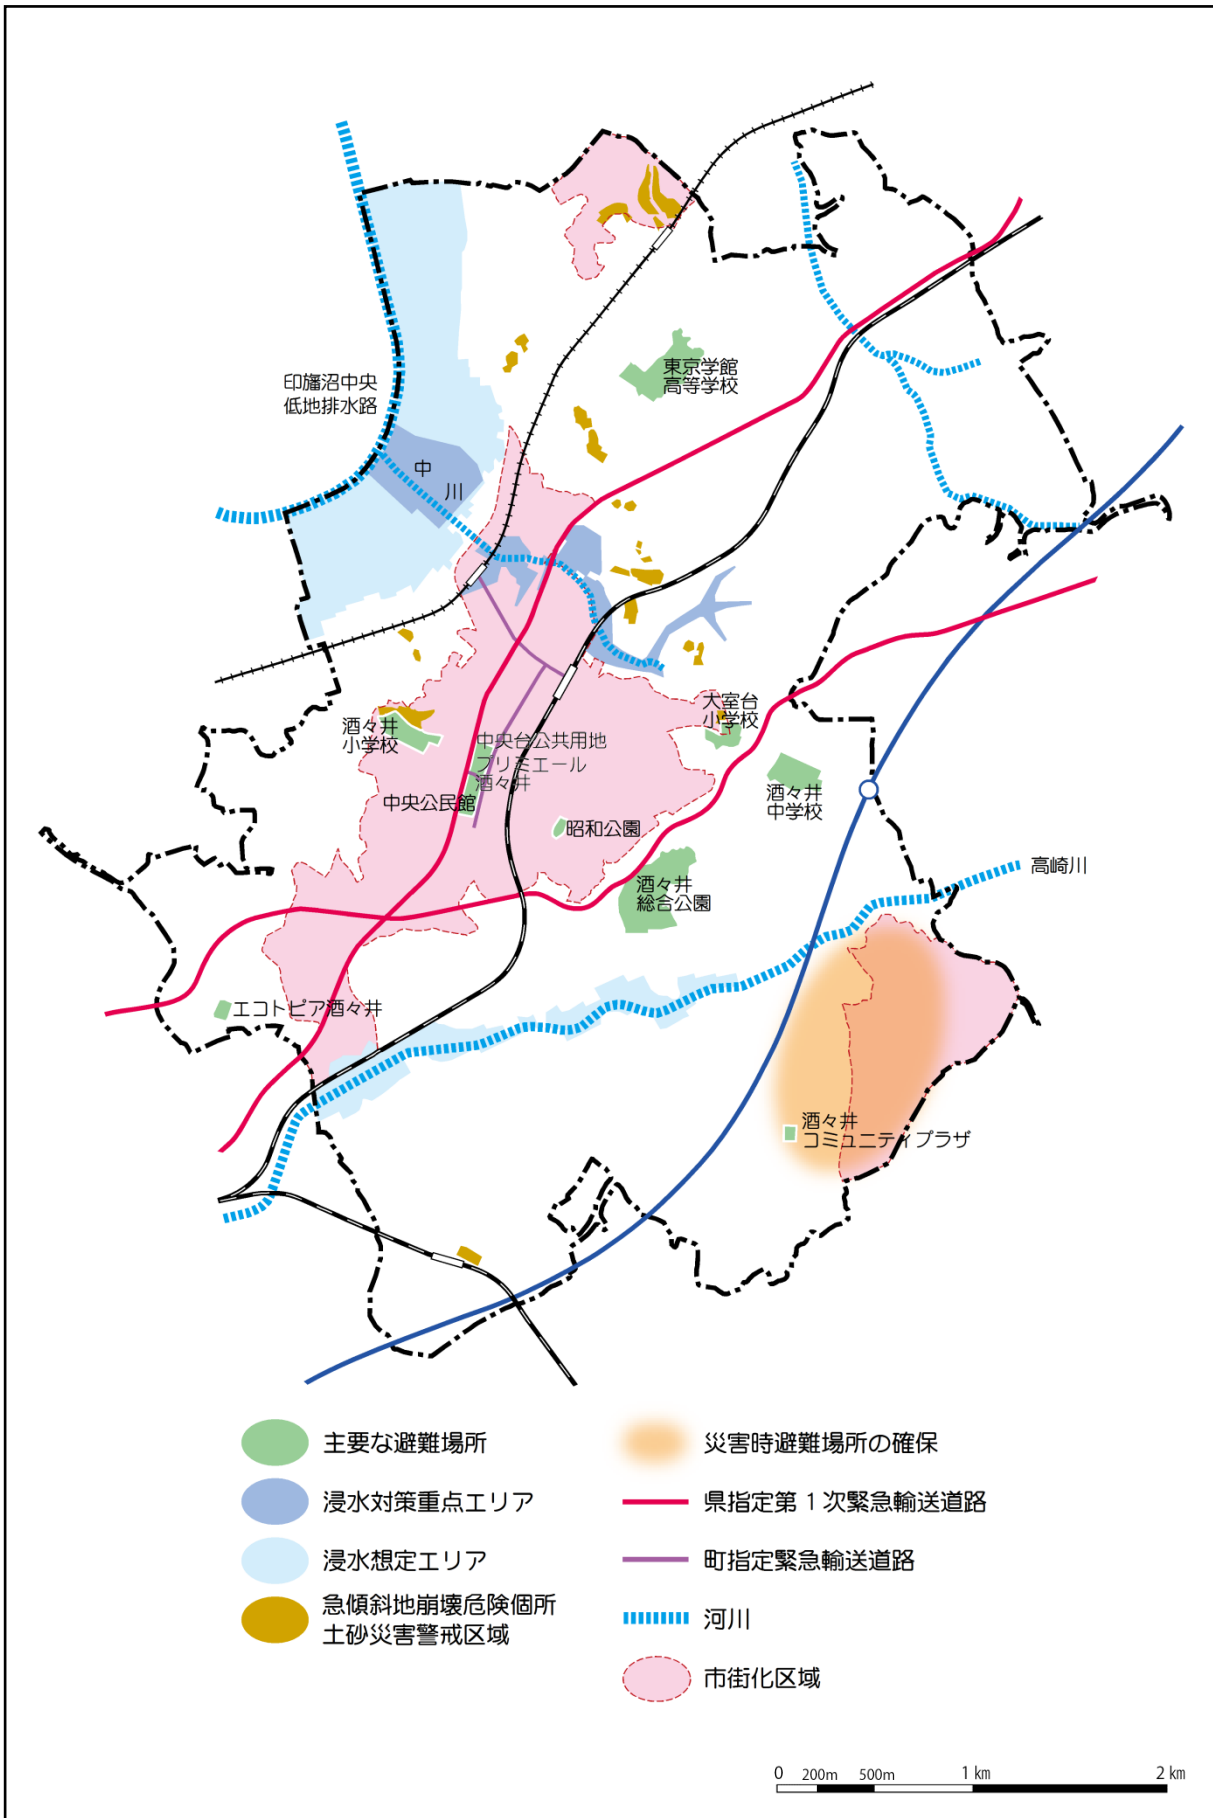 東京学館
高等学校
印旛沼中央
低地排水路
中
川
大室台
小学校
酒々井
小学校
中央台公共用地
プリミエール
酒々井
中央公民館
昭和公園
酒々井
中学校
高崎川
酒々井
総合公園
エコトピア酒々井
酒々井
コミュニティプラザ
主要な避難場所
浸水対策重点エリア
浸水想定エリア
急傾斜地崩壊危険個所
土砂災害警戒区域
災害時避難場所の確保
県指定第1次緊急輸送道路
町指定緊急輸送道路
河川
市街化区域
0 200m 500m 1㎞ 2㎞